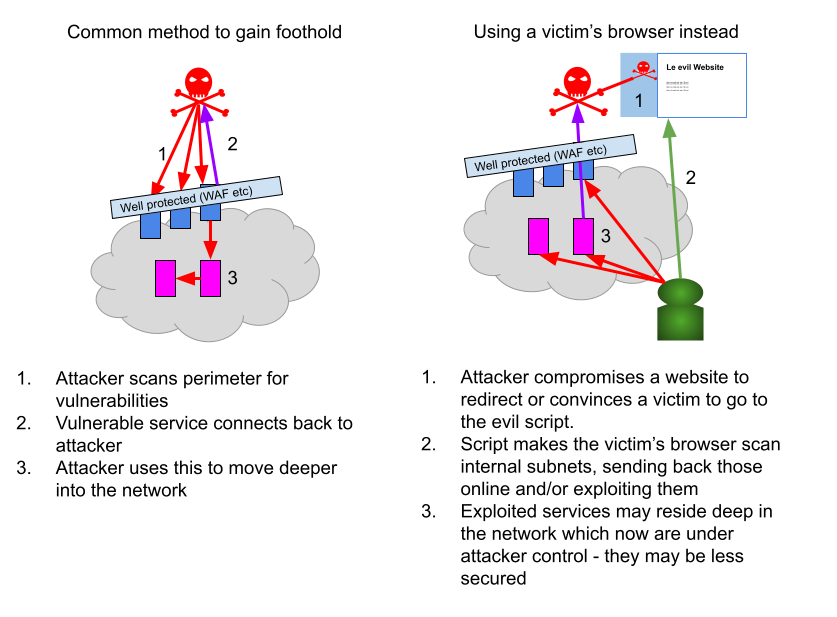 Common method to gain foothold
1
2
Well protected (WAF etc)
3
1. Attacker scans perimeter for
vulnerabilities
2. Vulnerable service connects back to
attacker
3. Attacker uses this to move deeper
into the network
Using a victim's browser instead
Le evil Website
1
Well protected (WAF etc)
2
3
1. Attacker compromises a website to
redirect or convinces a victim to go to
the evil script.
2. Script makes the victim's browser scan
internal subnets, sending back those
online and/or exploiting them
3. Exploited services may reside deep in
the network which now are under
attacker control - they may be less
secured